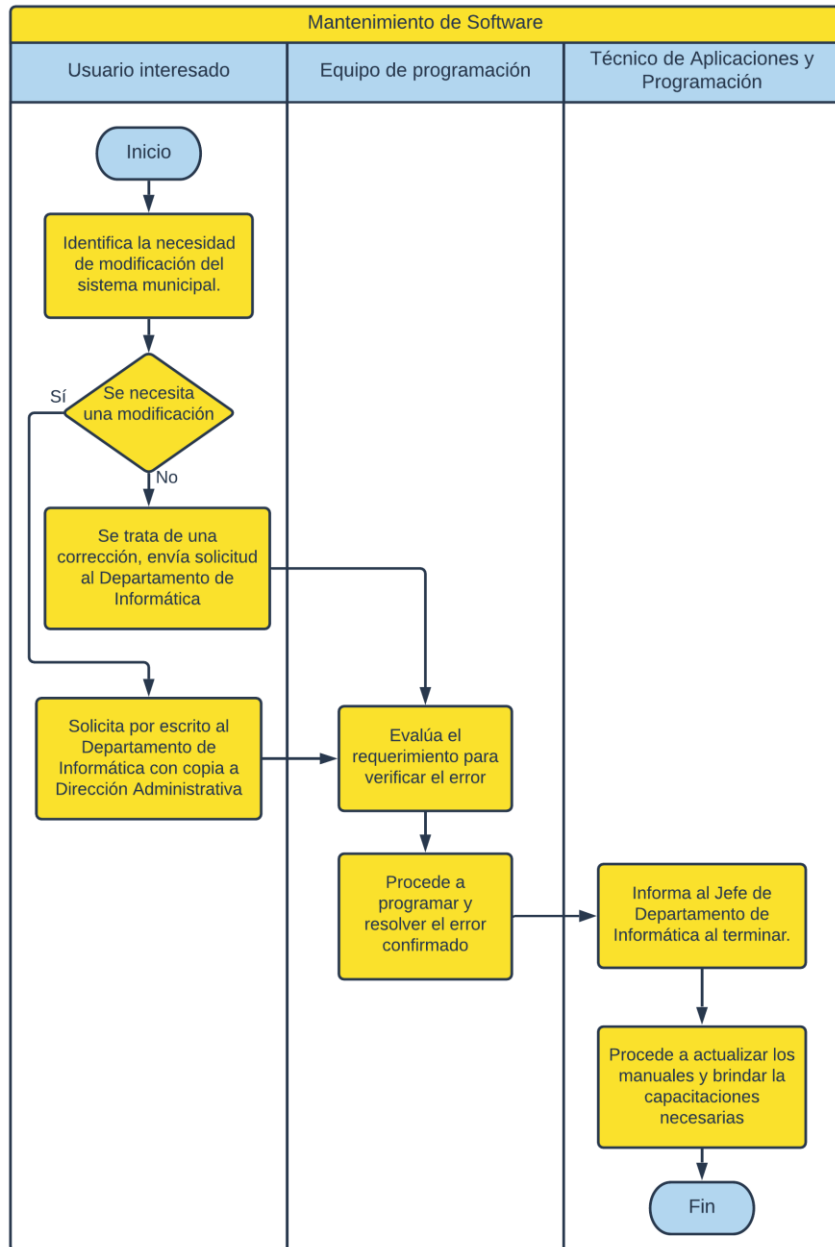 Mantenimiento de Software
Usuario interesado
Equipo de programación
Técnico de Aplicaciones y
Programación
Inicio
Identifica la necesidad
de modificación del
sistema municipal.
Se necesita
una modificación
Sí
No
Se trata de una
corrección, envía solicitud
al Departamento de
Informática
Solicita por escrito al
Departamento de
Informática con copia a
Dirección Administrativa
Evalúa el
requerimiento para
verificar el error
Procede a
programar y
resolver el error
confirmado
Informa al Jefe de
Departamento de
Informática al terminar.
Procede a actualizar los
manuales y brindar la
capacitaciones
necesarias
Fin